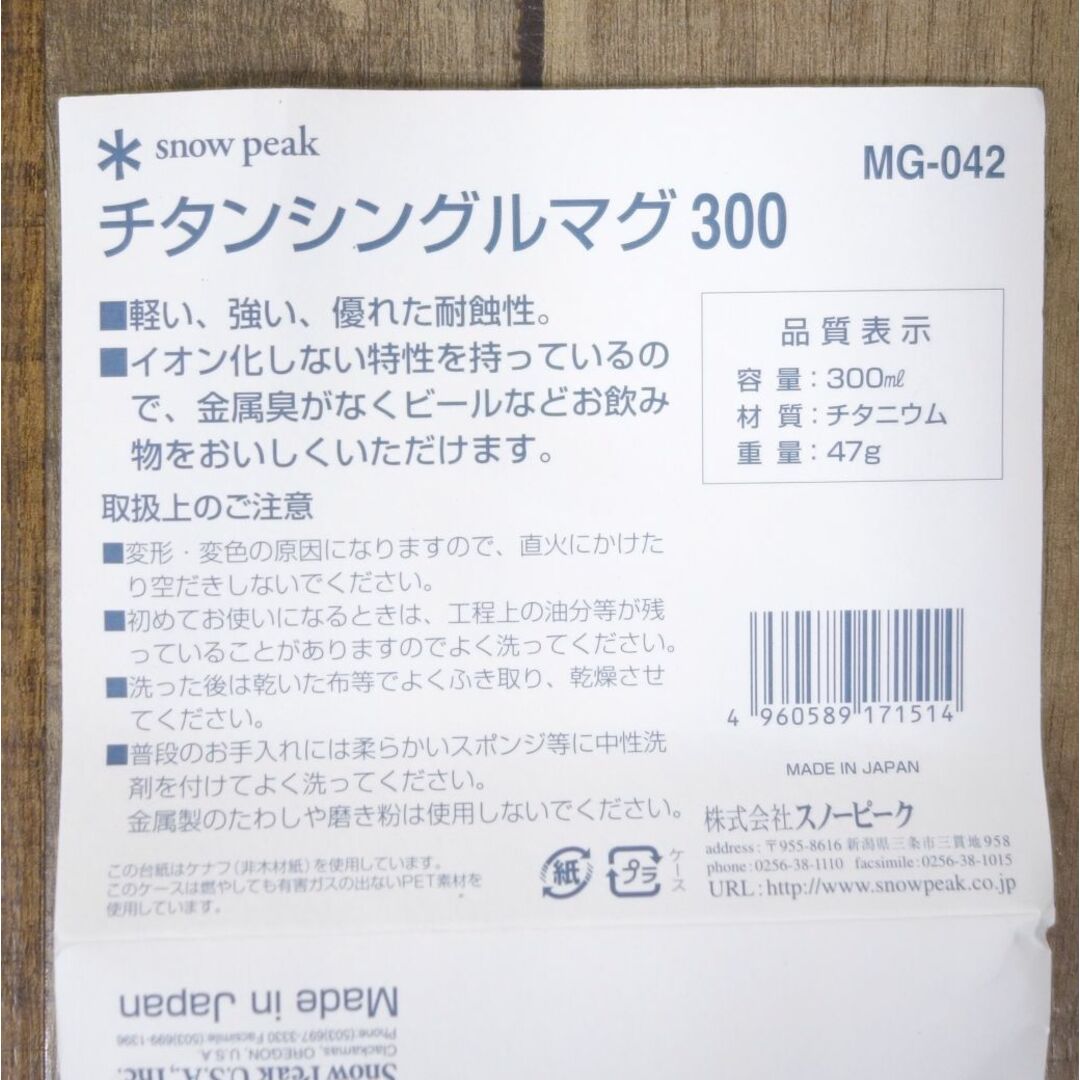 snow peak
MG-042
チタンシングルマグ 300
■軽い、強い、優れた耐蝕性。
■イオン化しない特性を持っているの
で、金属臭がなくビールなどお飲み
物をおいしくいただけます。
品質表示
容量：300㎖
材質：チタニウム
重量：47g
取扱上のご注意
■変形・変色の原因になりますので、直火にかけた
り空だきしないでください。
■初めてお使いになるときは、工程上の油分等が残
っていることがありますのでよく洗ってください。
■洗った後は乾いた布等でよくふき取り、乾燥させ
てください。
■普段のお手入れには柔らかいスポンジ等に中性洗
剤を付けてよく洗ってください。
金属製のたわしや磨き粉は使用しないでください。
4 960589 171514
MADE IN JAPAN
株式会社スノーピーク
address：〒955-8616 新潟県三条市三貫地958
phone：0256-38-1110 facsimile：0256-38-1015
URL：http://www.snowpeak.co.jp
この台紙はケナフ（非木材紙）を使用しています。
このケースは燃やしても有害ガスの出ないPET素材を
使用しています。
紙
プラ
ケース
Made in Japan
Phone:(503)697-3330 Facsimile:(503)699-1396
Clackamas, OREGON, U.S.A
Snow Peak U.S.A., Inc.